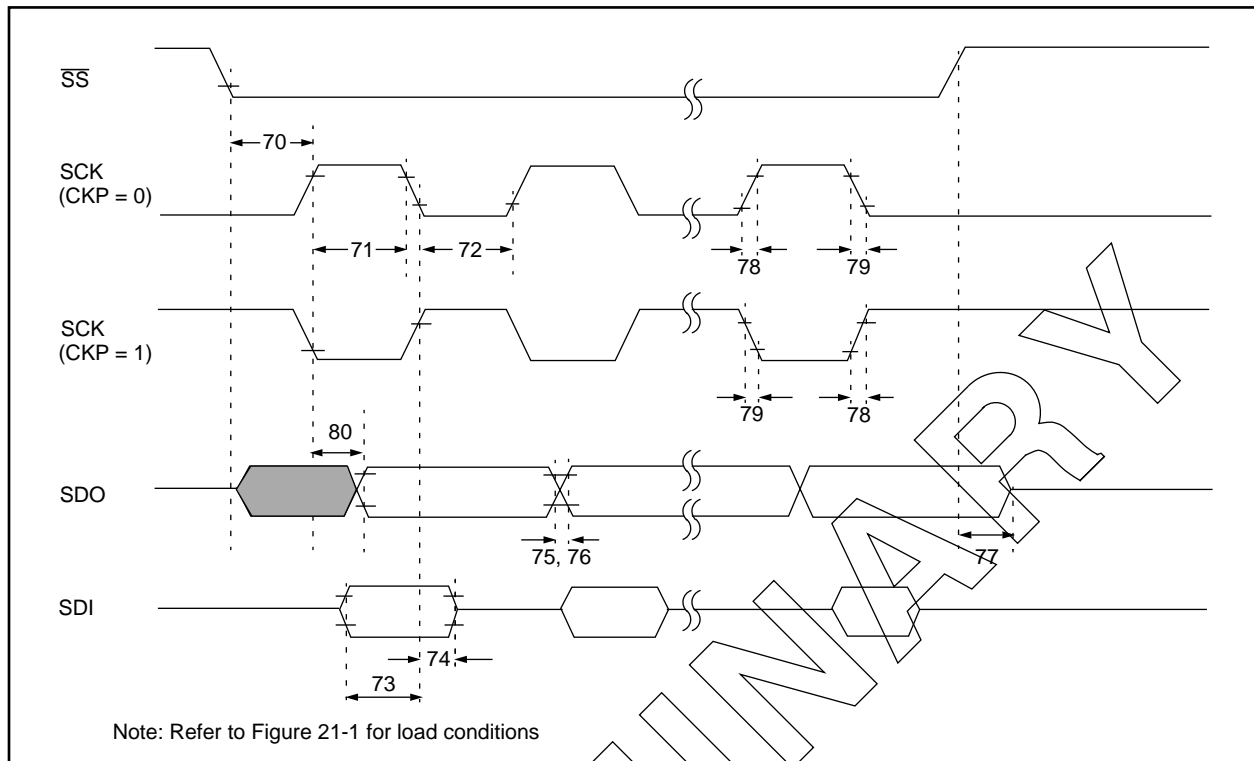 SS
70
SCK
(CKP = 0)
71
72
78
79
SCK
(CKP = 1)
79
78
80
SDO
75, 76
77
SDI
74
73
Note: Refer to Figure 21-1 for load conditions
INARY